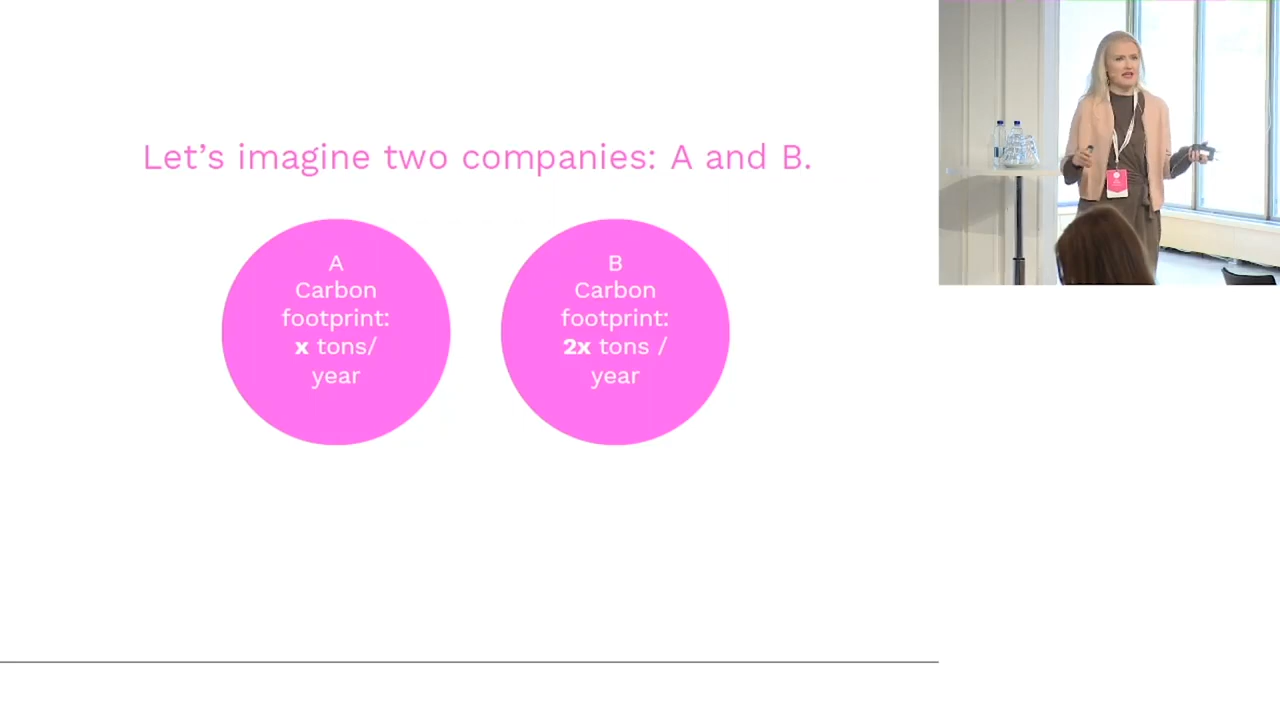 Let’s imagine two companies: A and B.
A
Carbon
footprint:
x tons/
year
B
Carbon
footprint:
2x tons /
year